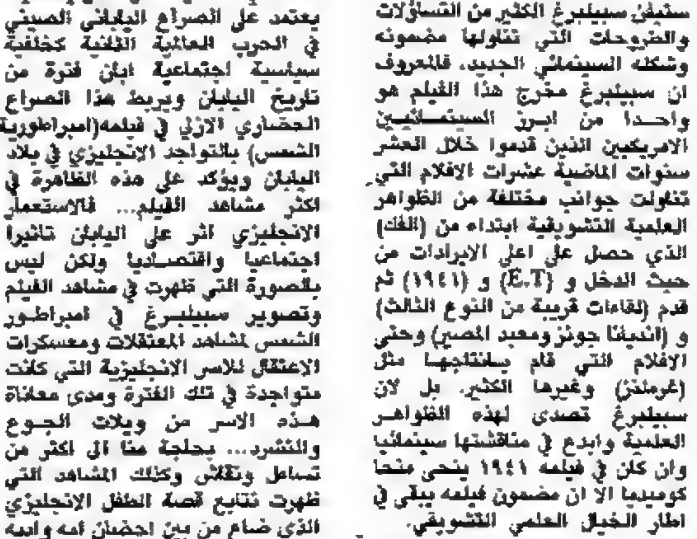 ستيفن سبيلبرغ الكثير من التساؤلات
والطروحات التي تناولها مضمونه
وشكله السينمائي الجديد، فالمعروف
ان سبيلبرغ مخرج هذا الفيلم هو
واحدا من ابرز السينمائيين
الامريكيين الذين قدموا خلال العشر
سنوات الماضية عشرات الافلام التي
تناولت جوانب مختلفة من الظواهر
العلمية التشويقية ابتداء من (الفك)
الذي حصل على اعلى الايرادات من
حيث الدخل و (E.T) و (١٩٤١) ثم
قدم (لقاءات قريبة من النوع الثالث)
و (انديانا جونز ومعبد المصير) وحتى
الافلام التي قام بانتاجها مثل
(غرملنز) وغيرها الكثير. بل لان
سبيلبرغ تصدى لهذه الظواهر
العلمية وابدع في مناقشتها سينمائيا
وان كان في فيلمه ١٩٤١ ينحى منحا
كوميديا الا ان مضمون فيلمه يبقى في
اطار الخيال العلمي التشويقي.
يعتمد على الصراع الياباني الصيني
في الحرب العالمية الثانية كخلفية
سياسية اجتماعية ابان فترة من
تاريخ اليابان ويربط هذا الصراع
الحضاري الازلي في فيلمه (امبراطورية
الشمس) بالتواجد الانجليزي في بلاد
اليابان ويؤكد على هذه الظاهرة في
اكثر مشاهد الفيلم... فالاستعمار
الانجليزي اثر على اليابان تاثيرا
اجتماعيا واقتصاديا ولكن ليس
بالصورة التي ظهرت في مشاهد الفيلم
وتصوير سبيلبرغ في امبراطور
الشمس لمشاهد المعتقلات ومعسكرات
الاعتقال للاسر الانجليزية التي كانت
متواجدة في تلك الفترة ومدى معاناة
هذه الاسر من ويلات الجوع
والتشرد... بحاجة منا الى اكثر من
تساءل ونقاش وكذلك المشاهد التي
ظهرت تتابع قصة الطفل الانجليزي
الذي ضاع من بين احضان امه وابيه